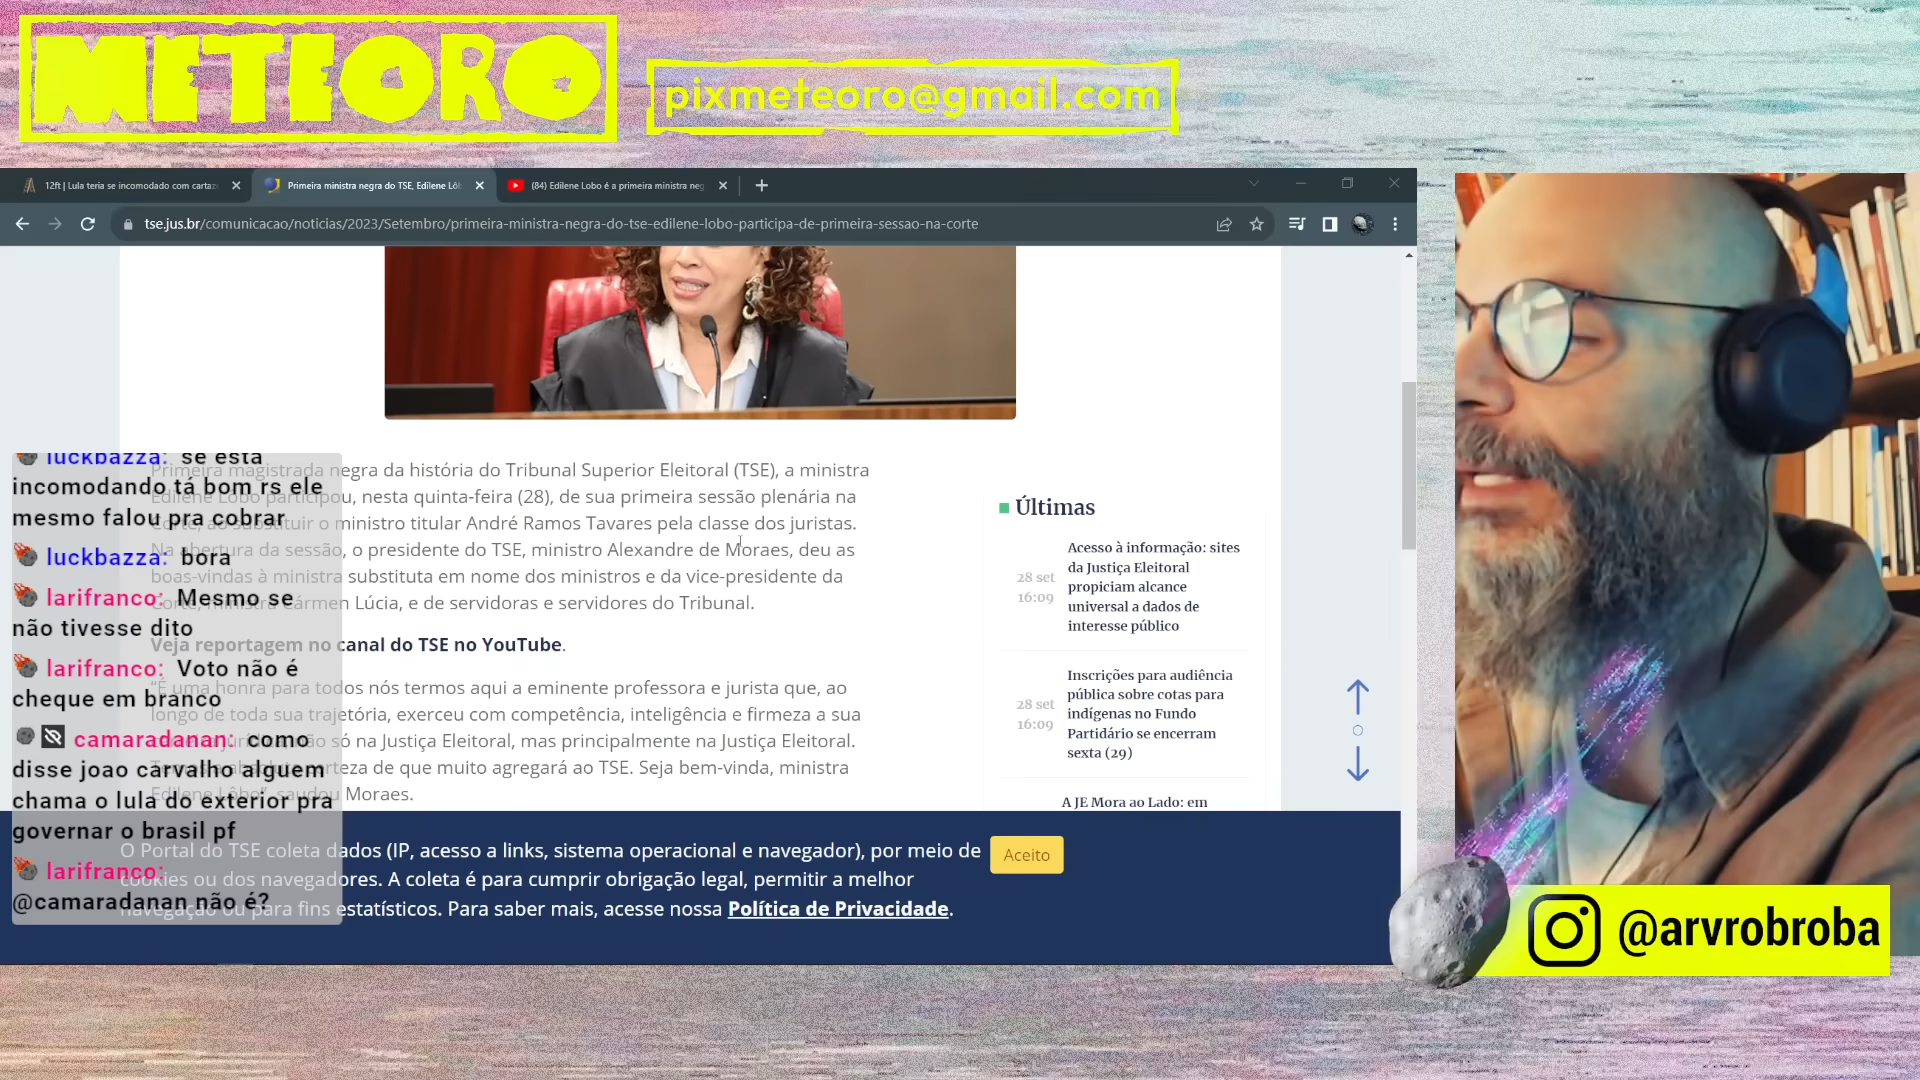 METEORO
pixmeteoro@gmail.com
12ft | Lula teria se incomodado com cartaz
Primeira ministra negra do TSE, Edilene Lô
(84) Edilene Lobo é a primeira ministra neg
tse.jus.br/comunicacao/noticias/2023/Setembro/primeira-ministra-negra-do-tse-edilene-lobo-participa-de-primeira-sessao-na-corte
Primeira magistrada negra da história do Tribunal Superior Eleitoral (TSE), a ministra
Edilene Lôbo participou, nesta quinta-feira (28), de sua primeira sessão plenária na
Corte, ao substituir o ministro titular André Ramos Tavares pela classe dos juristas.
Na abertura da sessão, o presidente do TSE, ministro Alexandre de Moraes, deu as
boas-vindas à ministra substituta em nome dos ministros e da vice-presidente da
Corte, ministra Cármen Lúcia, e de servidoras e servidores do Tribunal.
Veja reportagem no canal do TSE no YouTube.
“É uma honra para todos nós termos aqui a eminente professora e jurista que, ao
longo de toda sua trajetória, exerceu com competência, inteligência e firmeza a sua
não só na Justiça Eleitoral, mas principalmente na Justiça Eleitoral.
certeza de que muito agregará ao TSE. Seja bem-vinda, ministra
Edilene Lôbo”, saudou Moraes.
Últimas
28 set
16:09
Acesso à informação: sites
da Justiça Eleitoral
propiciam alcance
universal a dados de
interesse público
28 set
16:09
Inscrições para audiência
pública sobre cotas para
indígenas no Fundo
Partidário se encerram
sexta (29)
A JE Mora ao Lado: em
O Portal do TSE coleta dados (IP, acesso a links, sistema operacional e navegador), por meio de
cookies ou dos navegadores. A coleta é para cumprir obrigação legal, permitir a melhor
navegação ou para fins estatísticos. Para saber mais, acesse nossa Política de Privacidade.
Aceito
luckbazza: se está
incomodando tá bom rs ele
mesmo falou pra cobrar
luckbazza: bora
larifranco: Mesmo se
não tivesse dito
larifranco: Voto não é
cheque em branco
camaradanan: como
disse joao carvalho alguem
chama o lula do exterior pra
governar o brasil pf
larifranco:
@camaradanan não é?
@arvrobroba